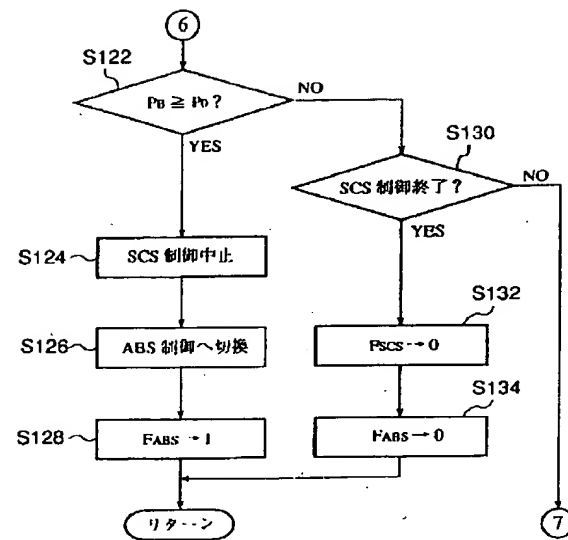 6
S122
PB ≧ PD ?
NO
YES
S130
SCS 制御終了 ?
NO
YES
S124
SCS 制御中止
S132
S126
ABS 制御へ切換
PSCS → 0
S134
S128
FABS → 1
FABS → 0
リターン
7